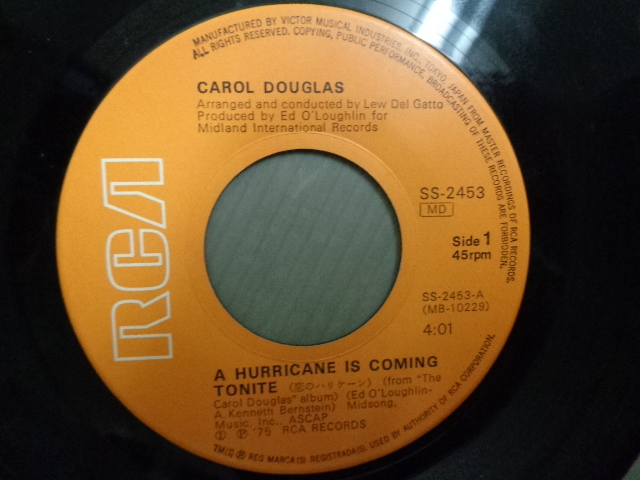 MANUFACTURED BY VICTOR MUSICAL INDUSTRIES, INC., TOKYO, JAPAN FROM MASTER RECORDINGS OF RCA RECORDS.
ALL RIGHTS RESERVED. COPYING, PUBLIC PERFORMANCE, BROADCASTING OF THESE RECORDS ARE FORBIDDEN.
CAROL DOUGLAS
Arranged and conducted by Lew Del Gatto
Produced by Ed O'Loughlin for
Midland International Records
RCA
SS-2453
MD
Side 1
45rpm
SS-2453-A
(MB-10229)
4:01
A HURRICANE IS COMING
TONITE (恋のハリケーン) (from "The
Carol Douglas" album) (Ed O'Loughlin-
A. Kenneth Bernstein) Midsong,
Music. Inc., ASCAP
① Ⓟ '75 RCA RECORDS
TM(S) ® REG MARCA(S) REGISTRADA(S). USED BY AUTHORITY OF RCA CORPORATION.